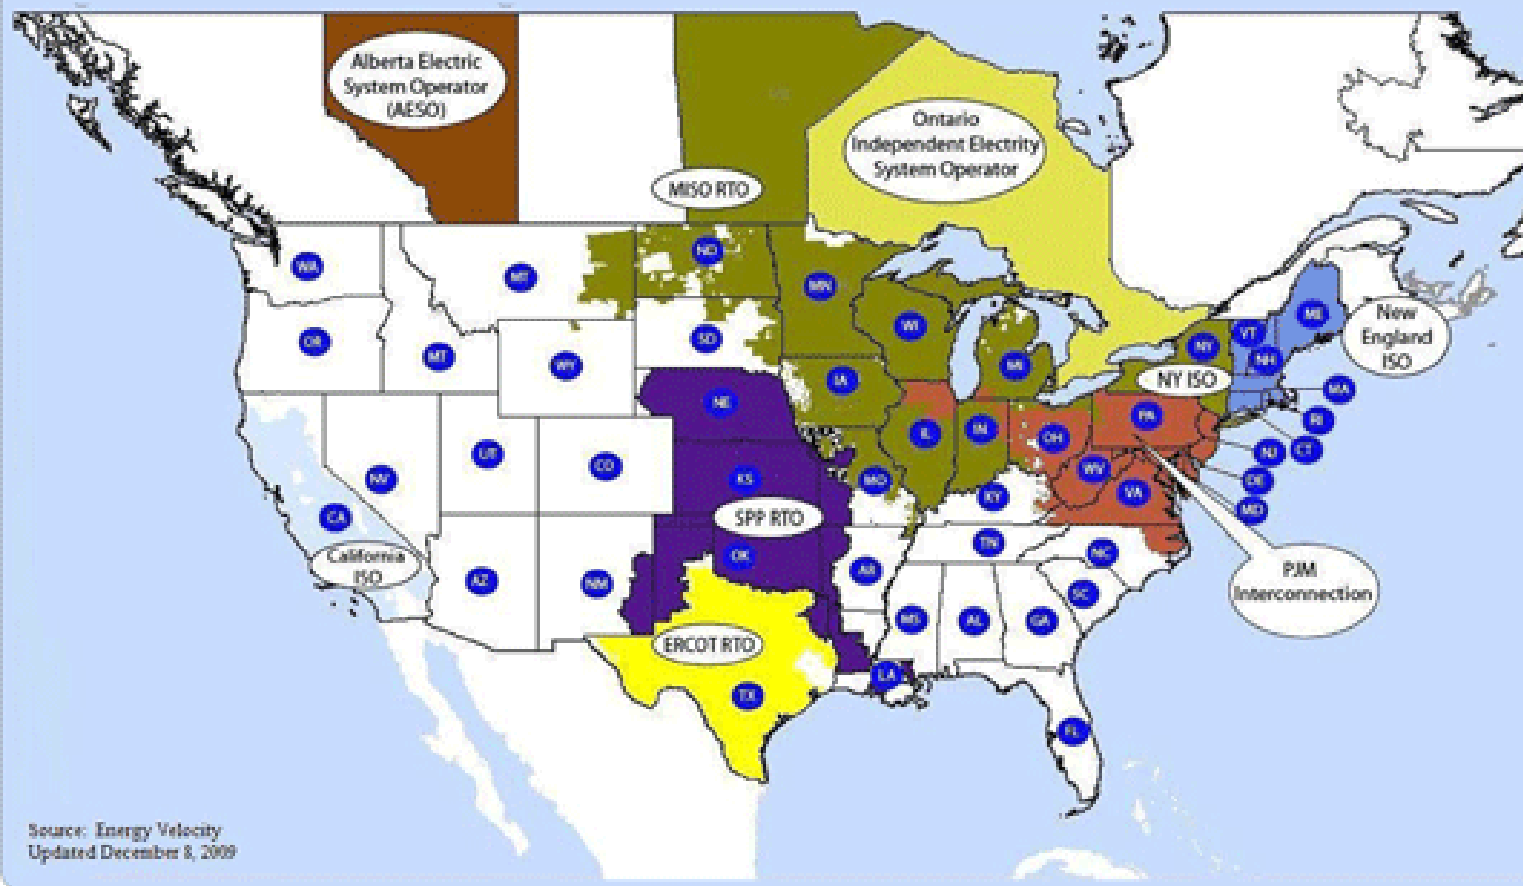 Alberta Electric
System Operator
(AESO)
Ontario
Independent Electrity
System Operator
MISO RTO
WA
MT
ND
MN
OR
MT
WY
SD
WI
MI
NY
VT
NH
ME
New
England
ISO
NY ISO
IA
NE
MA
RI
CT
NJ
DE
MD
PA
OH
IN
IL
WV
VA
KY
MO
KS
SPP RTO
CO
UT
NV
CA
California
ISO
AZ
NM
OK
AR
TN
NC
SC
PJM
Interconnection
MS
AL
GA
ERCOT RTO
TX
LA
FL
Source: Energy Velocity
Updated December 8, 2009